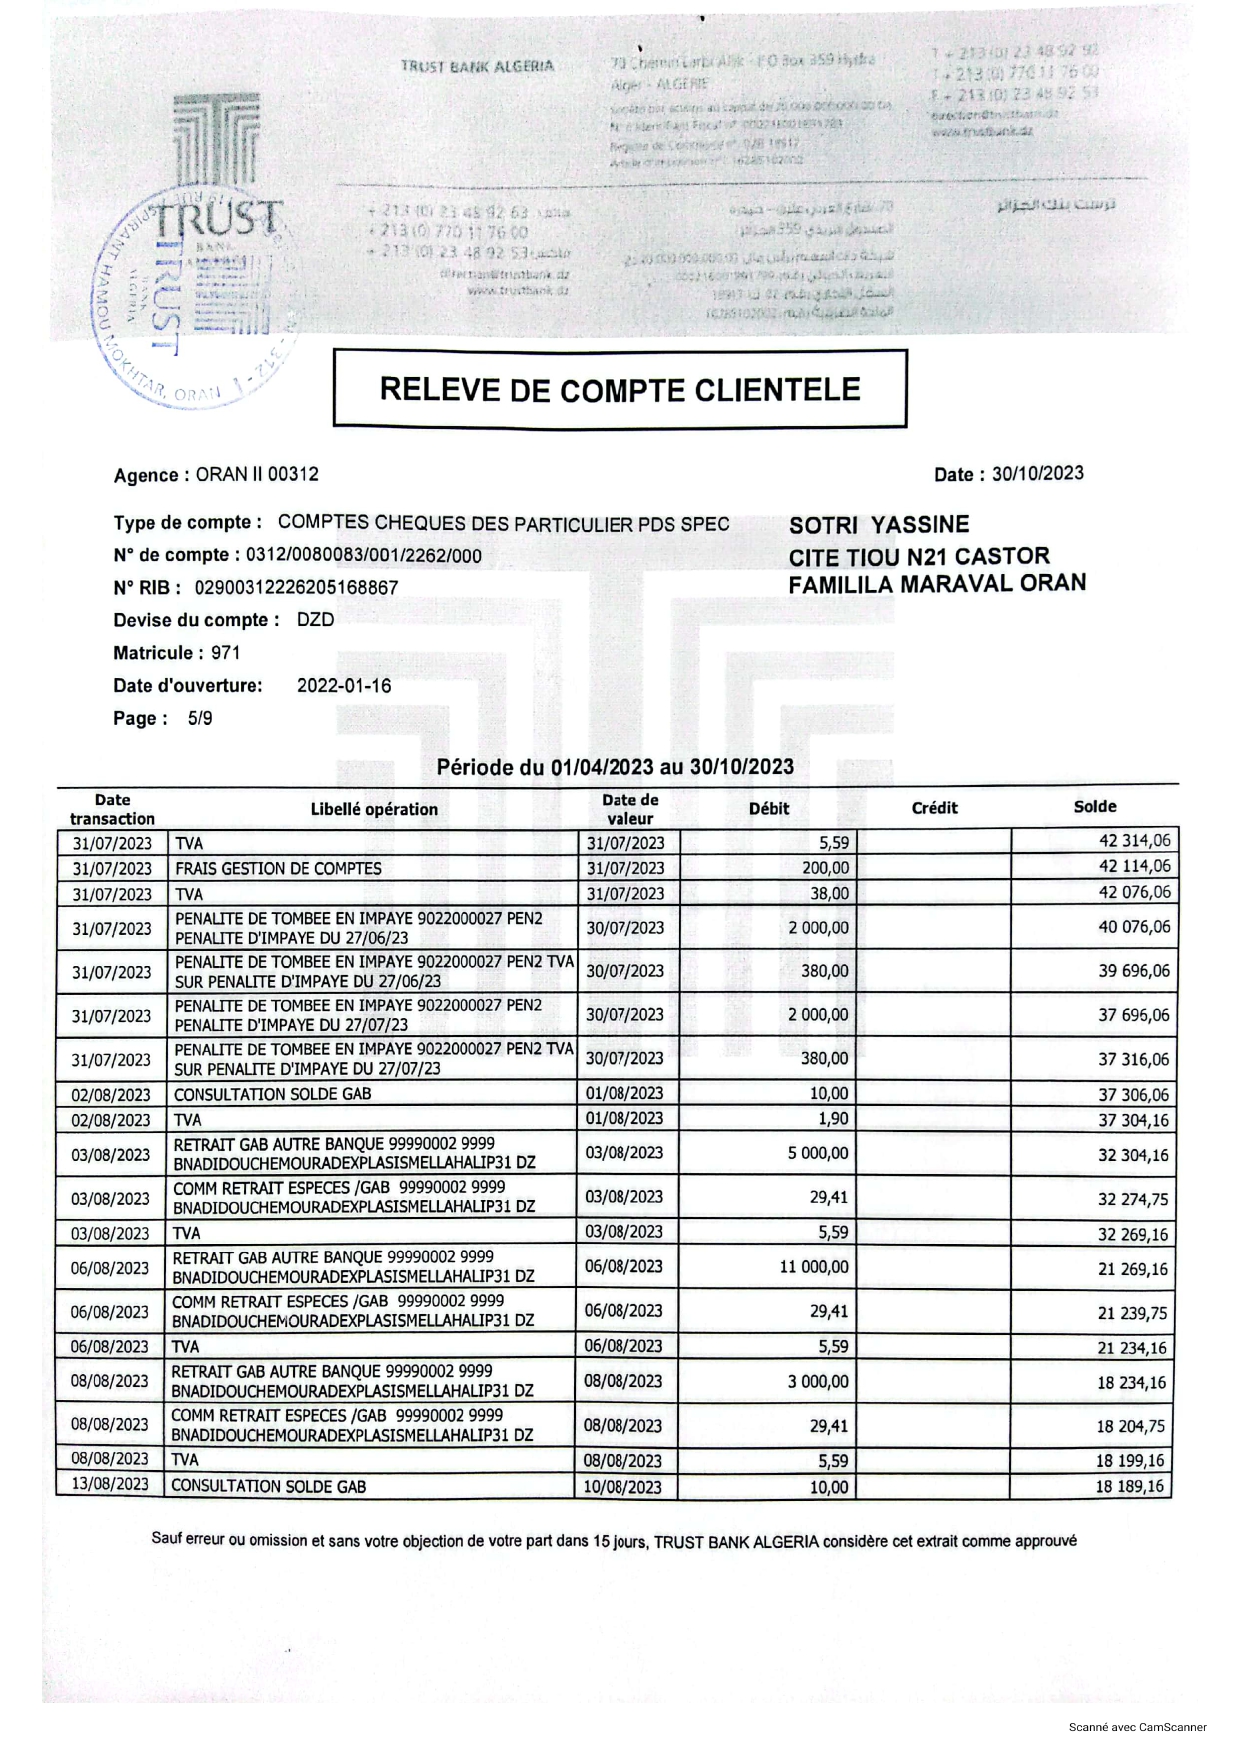 TRUST BANK ALGERIA
Alger - ALGERIE
T + 213 (0) 23 48 92 92
T + 213 (0) 770 11 76 00
F + 213 (0) 23 48 92 53
direction@trustbank.dz
www.trustbank.dz
ترست بنك الجزائر
+ 213 (0) 23 48 92 63 هاتف
+ 213 (0) 770 11 76 00
+ 213 (0) 23 48 92 53 فاكس
direction@trustbank.dz
www.trustbank.dz
TRUST
BANK
ALGERIA
TRUST
BANK
ALGERIA
HAMOU MOKHTAR, ORAN
RELEVE DE COMPTE CLIENTELE
Agence : ORAN II 00312
Date : 30/10/2023
Type de compte : COMPTES CHEQUES DES PARTICULIER PDS SPEC
N° de compte : 0312/0080083/001/2262/000
N° RIB : 02900312226205168867
Devise du compte : DZD
Matricule : 971
Date d'ouverture: 2022-01-16
Page : 5/9
SOTRI YASSINE
CITE TIOU N21 CASTOR
FAMILILA MARAVAL ORAN
Période du 01/04/2023 au 30/10/2023
Date transaction Libellé opération Date de valeur Débit Crédit Solde
31/07/2023 TVA 31/07/2023 5,59 42 314,06
31/07/2023 FRAIS GESTION DE COMPTES 31/07/2023 200,00 42 114,06
31/07/2023 TVA 31/07/2023 38,00 42 076,06
31/07/2023 PENALITE DE TOMBEE EN IMPAYE 9022000027 PEN2
PENALITE D'IMPAYE DU 27/06/23 30/07/2023 2 000,00 40 076,06
31/07/2023 PENALITE DE TOMBEE EN IMPAYE 9022000027 PEN2 TVA
SUR PENALITE D'IMPAYE DU 27/06/23 30/07/2023 380,00 39 696,06
31/07/2023 PENALITE DE TOMBEE EN IMPAYE 9022000027 PEN2
PENALITE D'IMPAYE DU 27/07/23 30/07/2023 2 000,00 37 696,06
31/07/2023 PENALITE DE TOMBEE EN IMPAYE 9022000027 PEN2 TVA
SUR PENALITE D'IMPAYE DU 27/07/23 30/07/2023 380,00 37 316,06
02/08/2023 CONSULTATION SOLDE GAB 01/08/2023 10,00 37 306,06
02/08/2023 TVA 01/08/2023 1,90 37 304,16
03/08/2023 RETRAIT GAB AUTRE BANQUE 99990002 9999
BNADIDOUCHEMOURADEXPLASISMELLAHALIP31 DZ 03/08/2023 5 000,00 32 304,16
03/08/2023 COMM RETRAIT ESPECES /GAB 99990002 9999
BNADIDOUCHEMOURADEXPLASISMELLAHALIP31 DZ 03/08/2023 29,41 32 274,75
03/08/2023 TVA 03/08/2023 5,59 32 269,16
06/08/2023 RETRAIT GAB AUTRE BANQUE 99990002 9999
BNADIDOUCHEMOURADEXPLASISMELLAHALIP31 DZ 06/08/2023 11 000,00 21 269,16
06/08/2023 COMM RETRAIT ESPECES /GAB 99990002 9999
BNADIDOUCHEMOURADEXPLASISMELLAHALIP31 DZ 06/08/2023 29,41 21 239,75
06/08/2023 TVA 06/08/2023 5,59 21 234,16
08/08/2023 RETRAIT GAB AUTRE BANQUE 99990002 9999
BNADIDOUCHEMOURADEXPLASISMELLAHALIP31 DZ 08/08/2023 3 000,00 18 234,16
08/08/2023 COMM RETRAIT ESPECES /GAB 99990002 9999
BNADIDOUCHEMOURADEXPLASISMELLAHALIP31 DZ 08/08/2023 29,41 18 204,75
08/08/2023 TVA 08/08/2023 5,59 18 199,16
13/08/2023 CONSULTATION SOLDE GAB 10/08/2023 10,00 18 189,16
Sauf erreur ou omission et sans votre objection de votre part dans 15 jours, TRUST BANK ALGERIA considère cet extrait comme approuvé
Scanné avec CamScanner